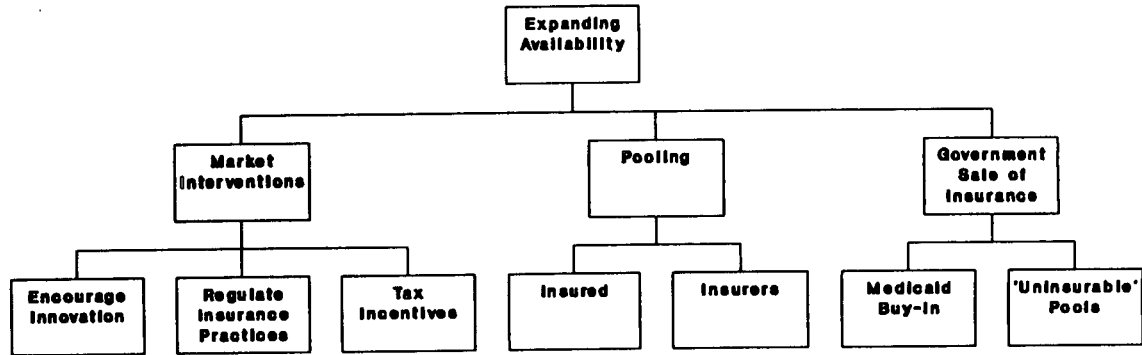 Expanding
Availability
Market
Interventions
Pooling
Government
Sale of
Insurance
Encourage
Innovation
Regulate
Insurance
Practices
Tax
Incentives
Insured
Insurers
Medicaid
Buy-In
'Uninsurable'
Pools